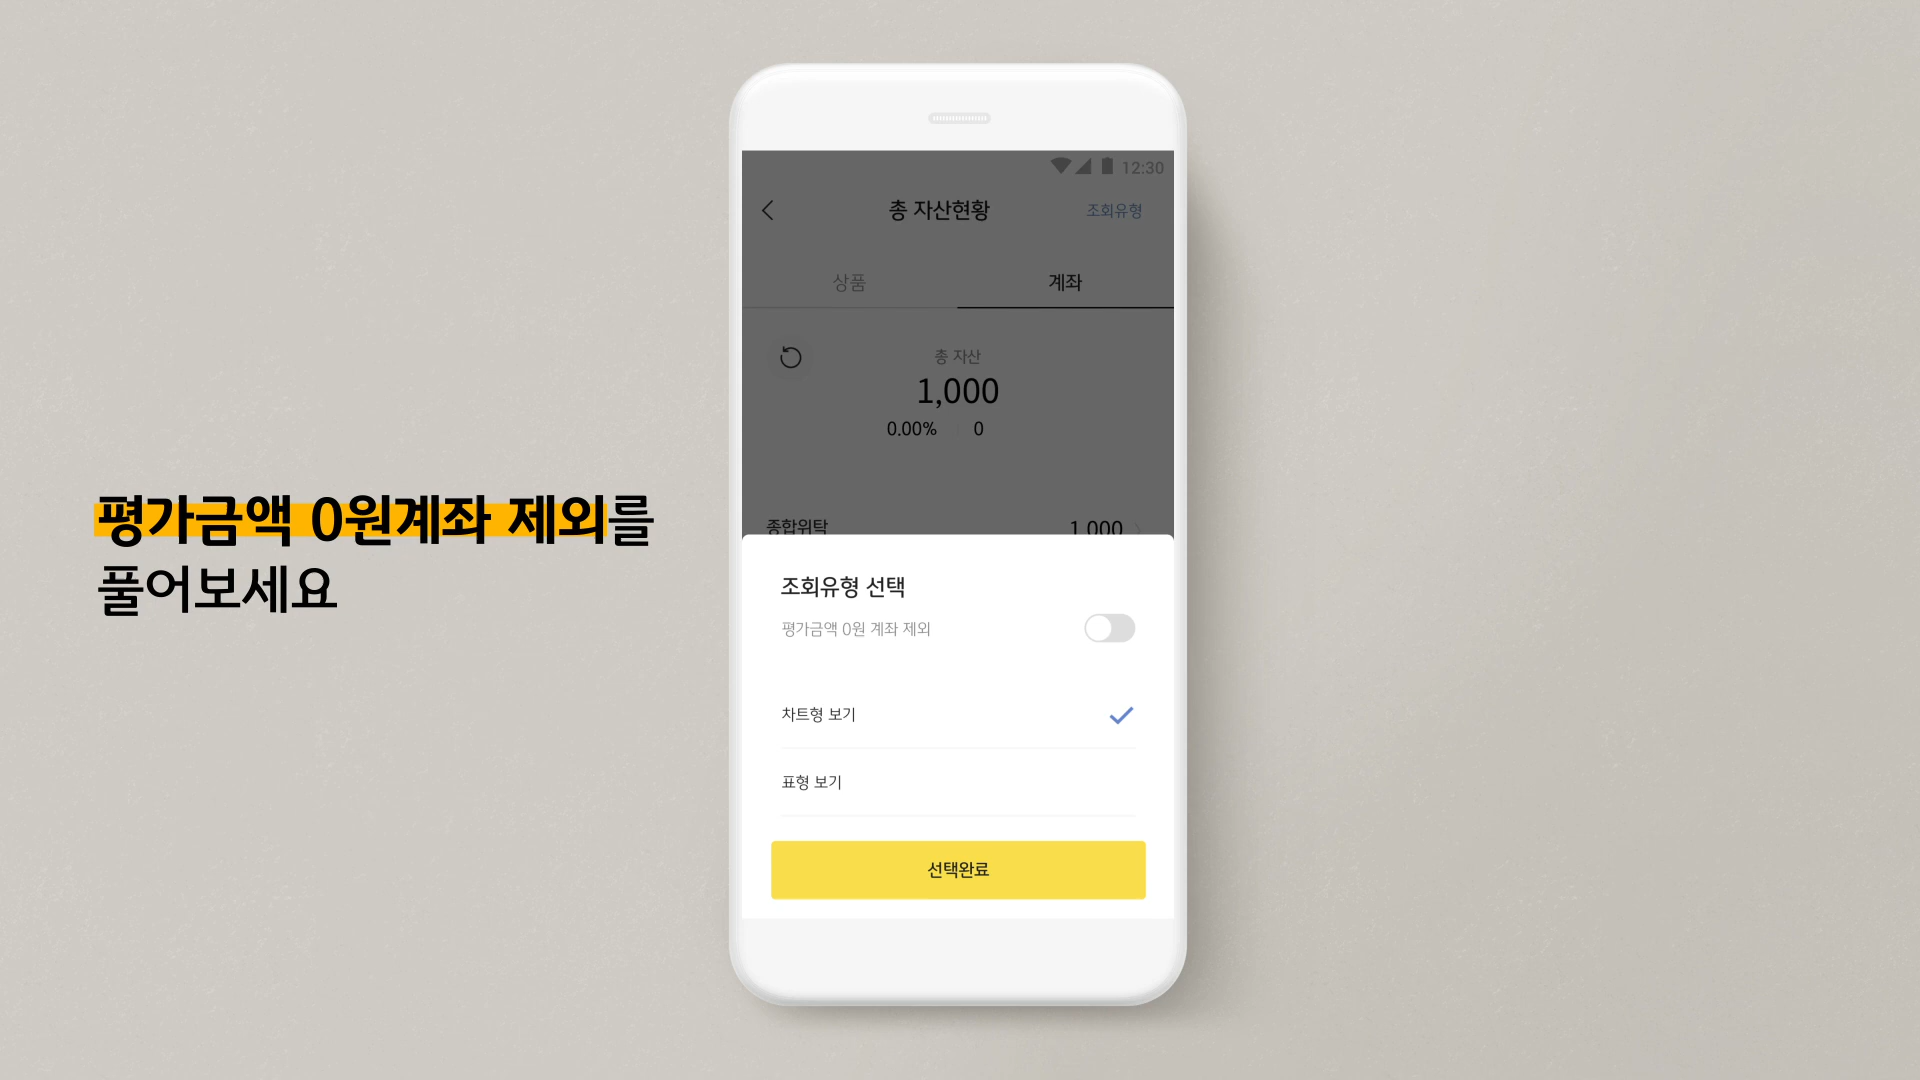 평가금액 0원계좌 제외를
풀어보세요
12:30
총 자산현황
조회유형
상품
계좌
총 자산
1,000
0.00%
0
종합위탁
1,000
조회유형 선택
평가금액 0원 계좌 제외
차트형 보기
표형 보기
선택완료